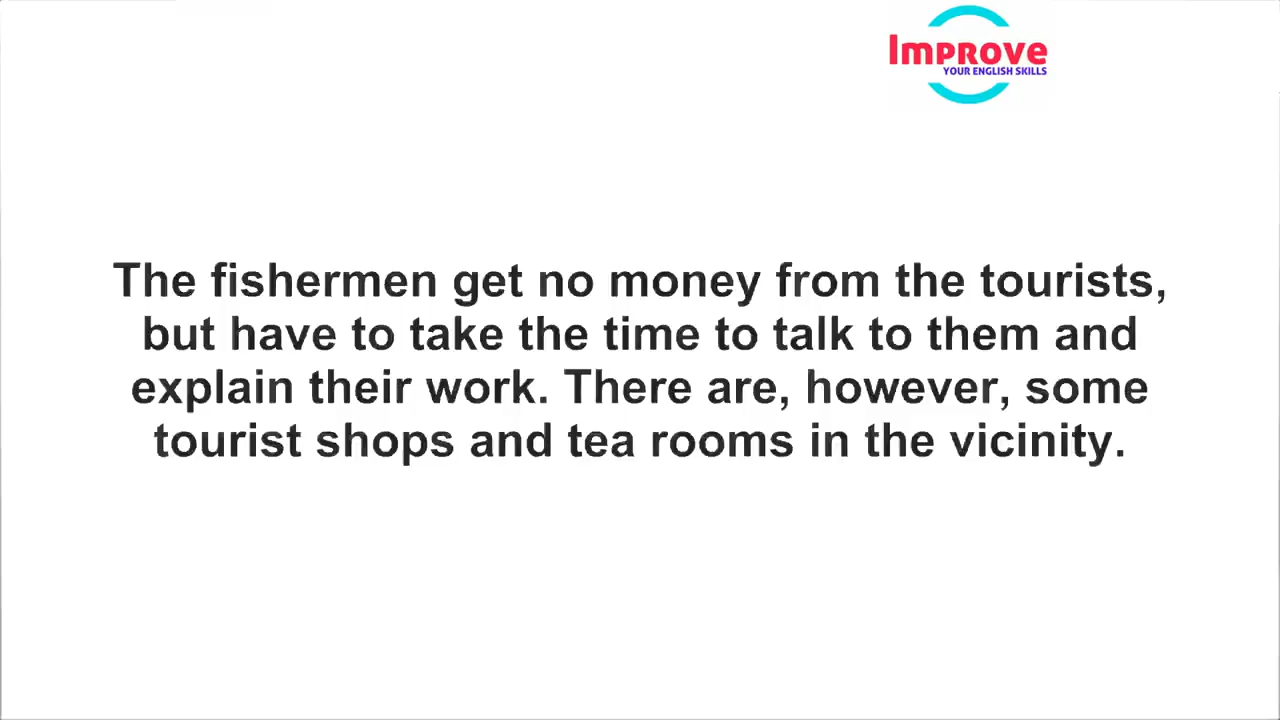 Improve
YOUR ENGLISH SKILLS
The fishermen get no money from the tourists,
but have to take the time to talk to them and
explain their work. There are, however, some
tourist shops and tea rooms in the vicinity.